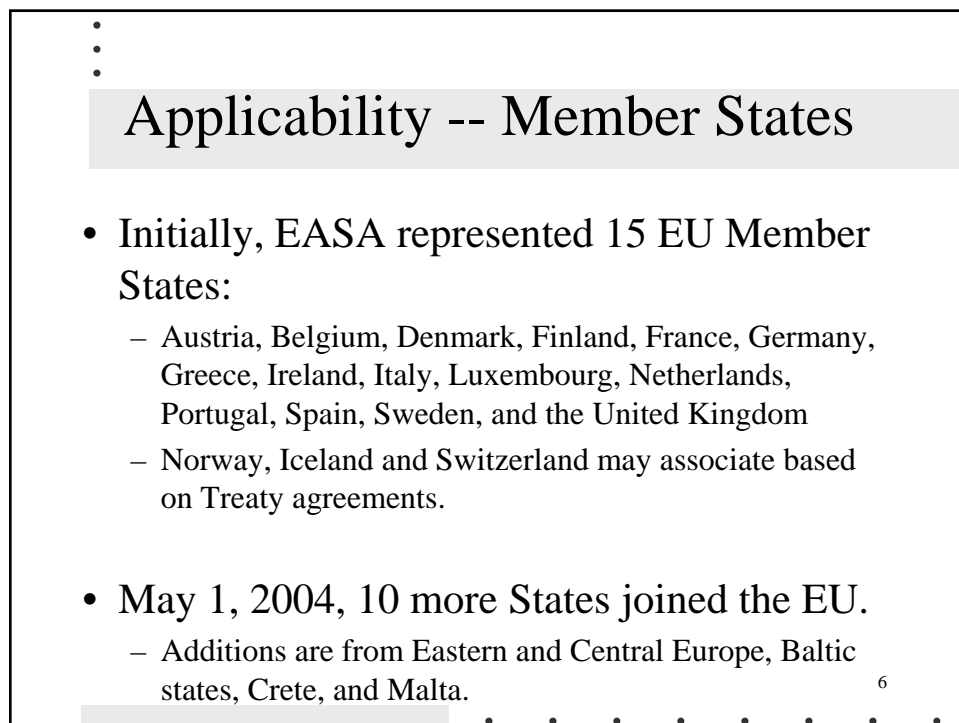 Applicability -- Member States
• Initially, EASA represented 15 EU Member
States:
– Austria, Belgium, Denmark, Finland, France, Germany,
Greece, Ireland, Italy, Luxembourg, Netherlands,
Portugal, Spain, Sweden, and the United Kingdom
– Norway, Iceland and Switzerland may associate based
on Treaty agreements.
• May 1, 2004, 10 more States joined the EU.
– Additions are from Eastern and Central Europe, Baltic
states, Crete, and Malta.
6